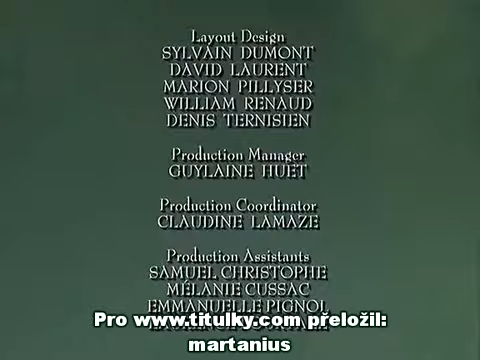 Layout Design
SYLVAIN DUMONT
DAVID LAURENT
MARION PILLYSER
WILLIAM RENAUD
DENIS TERNISIEN
Production Manager
GUYLAINE HUET
Production Coordinator
CLAUDINE LAMAZE
Production Assistants
SAMUEL CHRISTOPHE
MÉLANIE CUSSAC
EMMANUELLE PIGNOL
Pro www.titulky.com přeložil:
martanius